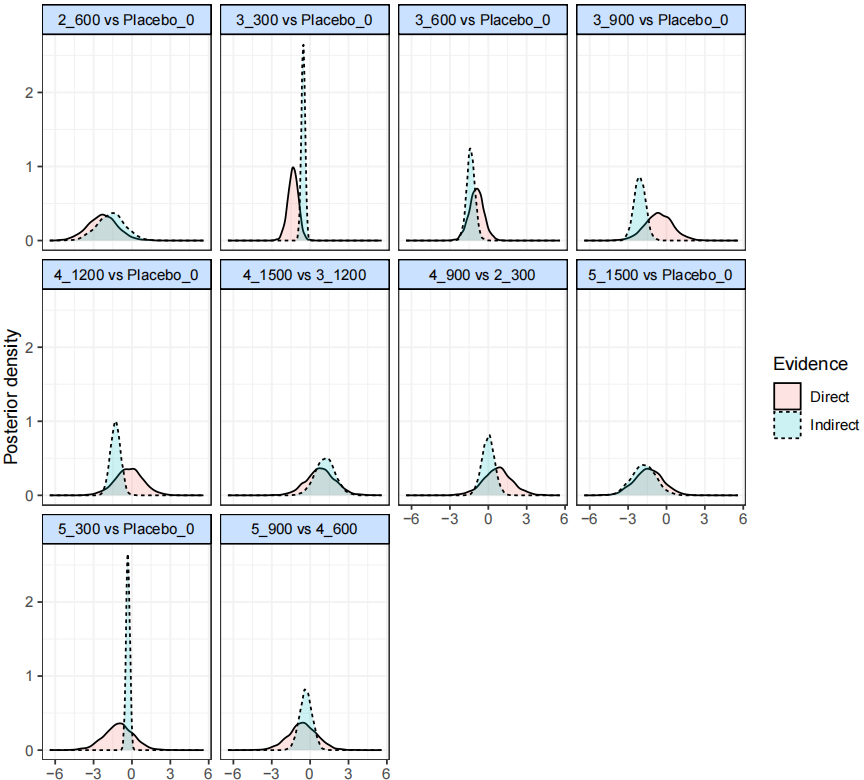 2_600 vs Placebo_0
3_300 vs Placebo_0
3_600 vs Placebo_0
3_900 vs Placebo_0
2
1
0
4_1200 vs Placebo_0
4_1500 vs 3_1200
4_900 vs 2_300
5_1500 vs Placebo_0
2
1
0
−6 −3 0 3 6
−6 −3 0 3 6
5_300 vs Placebo_0
5_900 vs 4_600
2
1
0
−6 −3 0 3 6
−6 −3 0 3 6
Posterior density
Evidence
Direct
Indirect